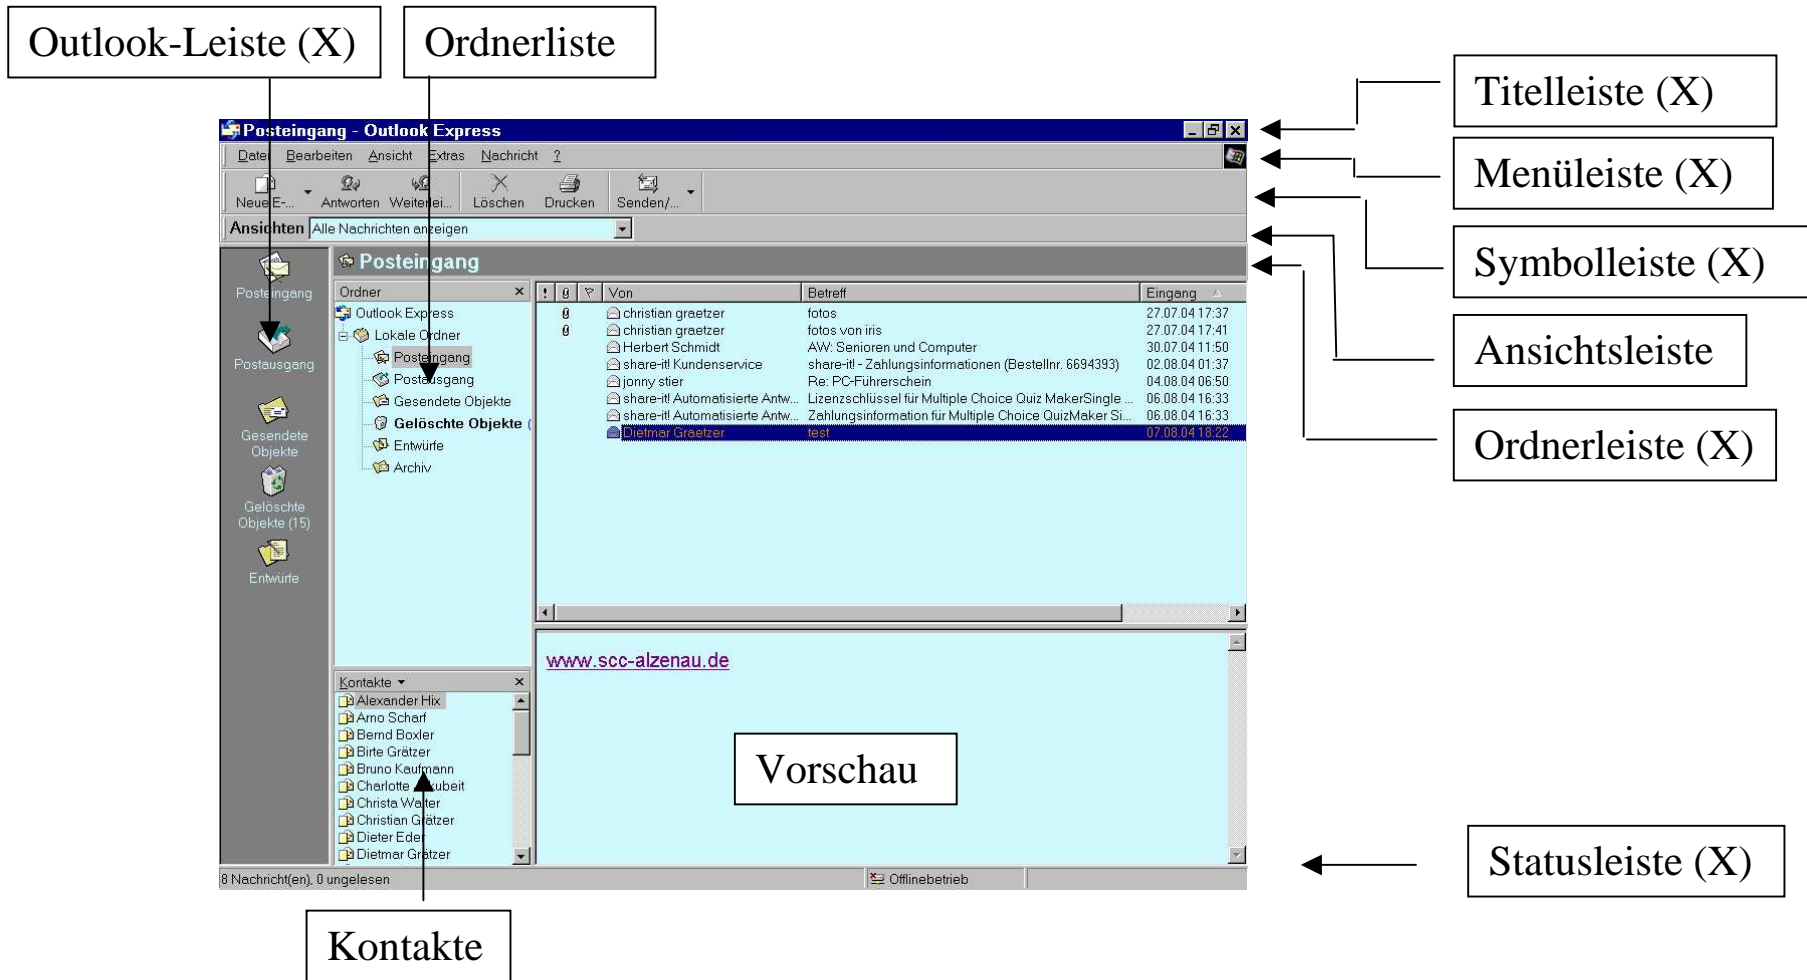 Outlook-Leiste (X)
Ordnerliste
Titelleiste (X)
Menüleiste (X)
Symbolleiste (X)
Ansichtsleiste
Ordnerleiste (X)
Statusleiste (X)
Posteingang - Outlook Express
Datei Bearbeiten Ansicht Extras Nachricht ?
Neue E-... Antworten Weiterlei... Löschen Drucken Senden/...
Ansichten Alle Nachrichten anzeigen
Posteingang
Postausgang
Gesendete
Objekte
Gelöschte
Objekte (15)
Entwürfe
Posteingang
Ordner x
Outlook Express
Lokale Ordner
Posteingang
Postausgang
Gesendete Objekte
Gelöschte Objekte (
Entwürfe
Archiv
! Von Betreff Eingang
christian graetzer fotos 27.07.04 17:37
christian graetzer fotos von iris 27.07.04 17:41
Herbert Schmidt AW: Senioren und Computer 30.07.04 11:50
share-it! Kundenservice share-it! - Zahlungsinformationen (Bestellnr. 6694393) 02.08.04 01:37
jonny stier Re: PC-Führerschein 04.08.04 06:50
share-it! Automatisierte Antw... Lizenzschlüssel für Multiple Choice Quiz MakerSingle ... 06.08.04 16:33
share-it! Automatisierte Antw... Zahlungsinformation für Multiple Choice QuizMaker Si... 06.08.04 16:33
Dietmar Graetzer test 07.08.04 18:22
www.scc-alzenau.de
Vorschau
Kontakte x
Alexander Hix
Arno Scharf
Bernd Boxler
Birte Grätzer
Bruno Kaufmann
Charlotte
Christa Walter
Christian Grätzer
Dieter Eder
Dietmar Grätzer
8 Nachricht(en), 0 ungelesen
Offlinebetrieb
Kontakte